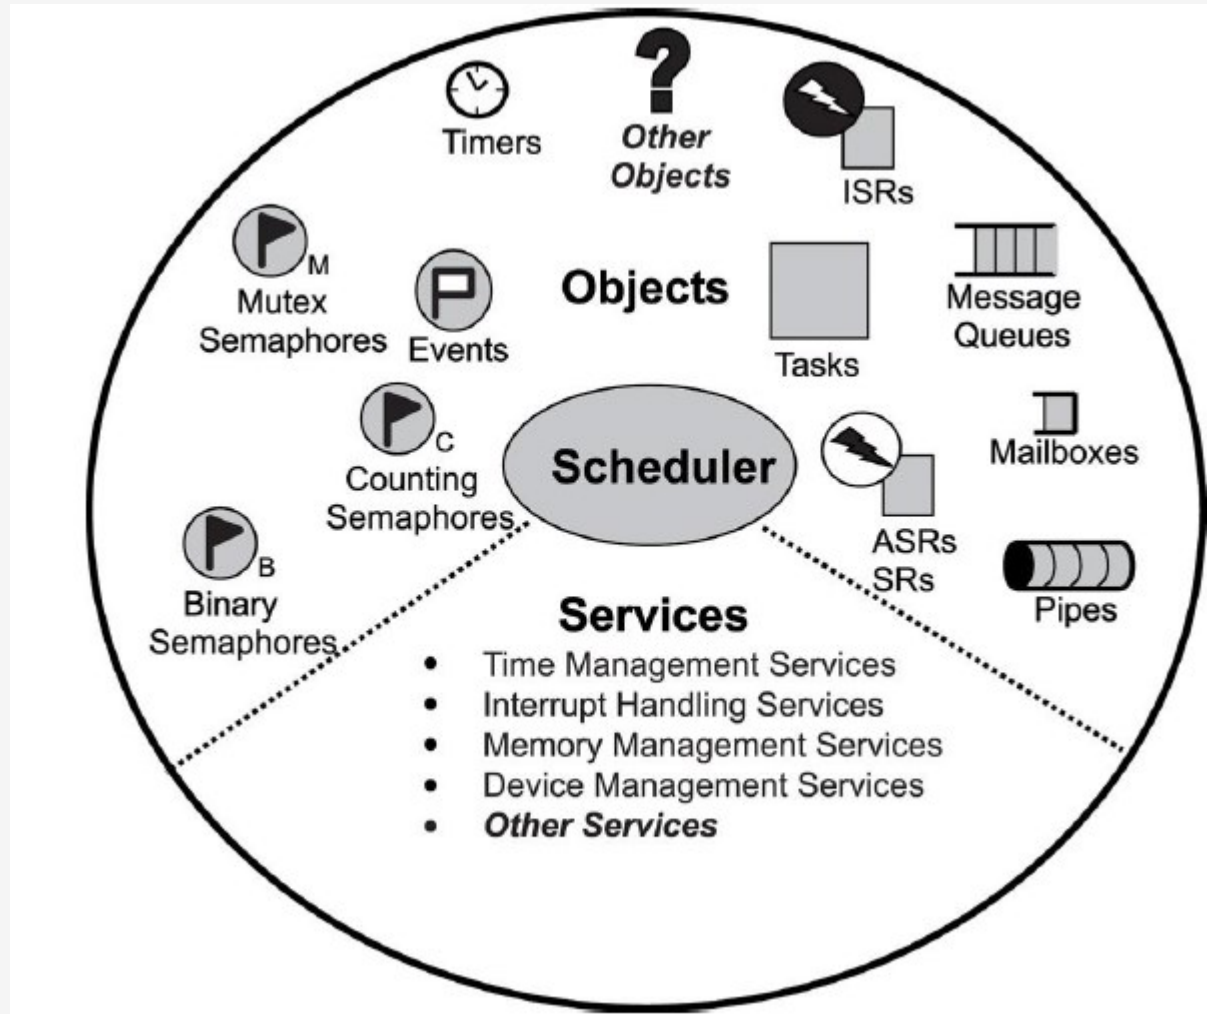 Timers
Other
Objects
ISRs
M
Mutex
Semaphores
Events
Objects
Tasks
Message
Queues
C
Counting
Semaphores
Scheduler
Mailboxes
B
Binary
Semaphores
ASRs
SRs
Pipes
Services
• Time Management Services
• Interrupt Handling Services
• Memory Management Services
• Device Management Services
• Other Services